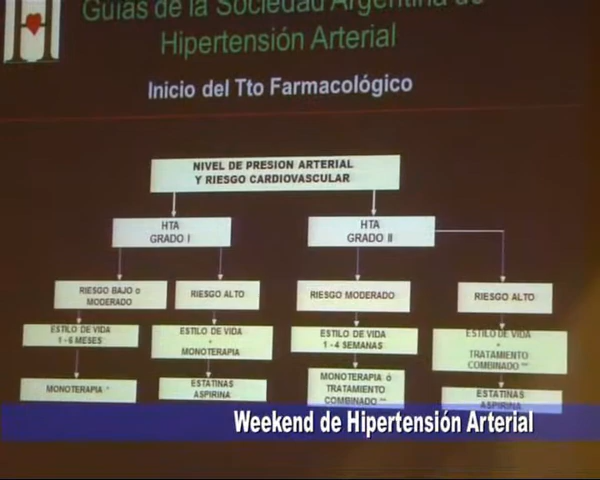 Guías de la Sociedad Argentina de
Hipertensión Arterial
Inicio del Tto Farmacológico
NIVEL DE PRESION ARTERIAL
Y RIESGO CARDIOVASCULAR
HTA
GRADO I
HTA
GRADO II
RIESGO BAJO o
MODERADO
RIESGO ALTO
RIESGO MODERADO
RIESGO ALTO
ESTILO DE VIDA
1 - 6 MESES
ESTILO DE VIDA
+
MONOTERAPIA
ESTILO DE VIDA
1 - 4 SEMANAS
ESTILO DE VIDA
+
TRATAMIENTO
COMBINADO **
MONOTERAPIA *
ESTATINAS
ASPIRINA
MONOTERAPIA ó
TRATAMIENTO
COMBINADO **
ESTATINAS
ASPIRINA
Weekend de Hipertensión Arterial